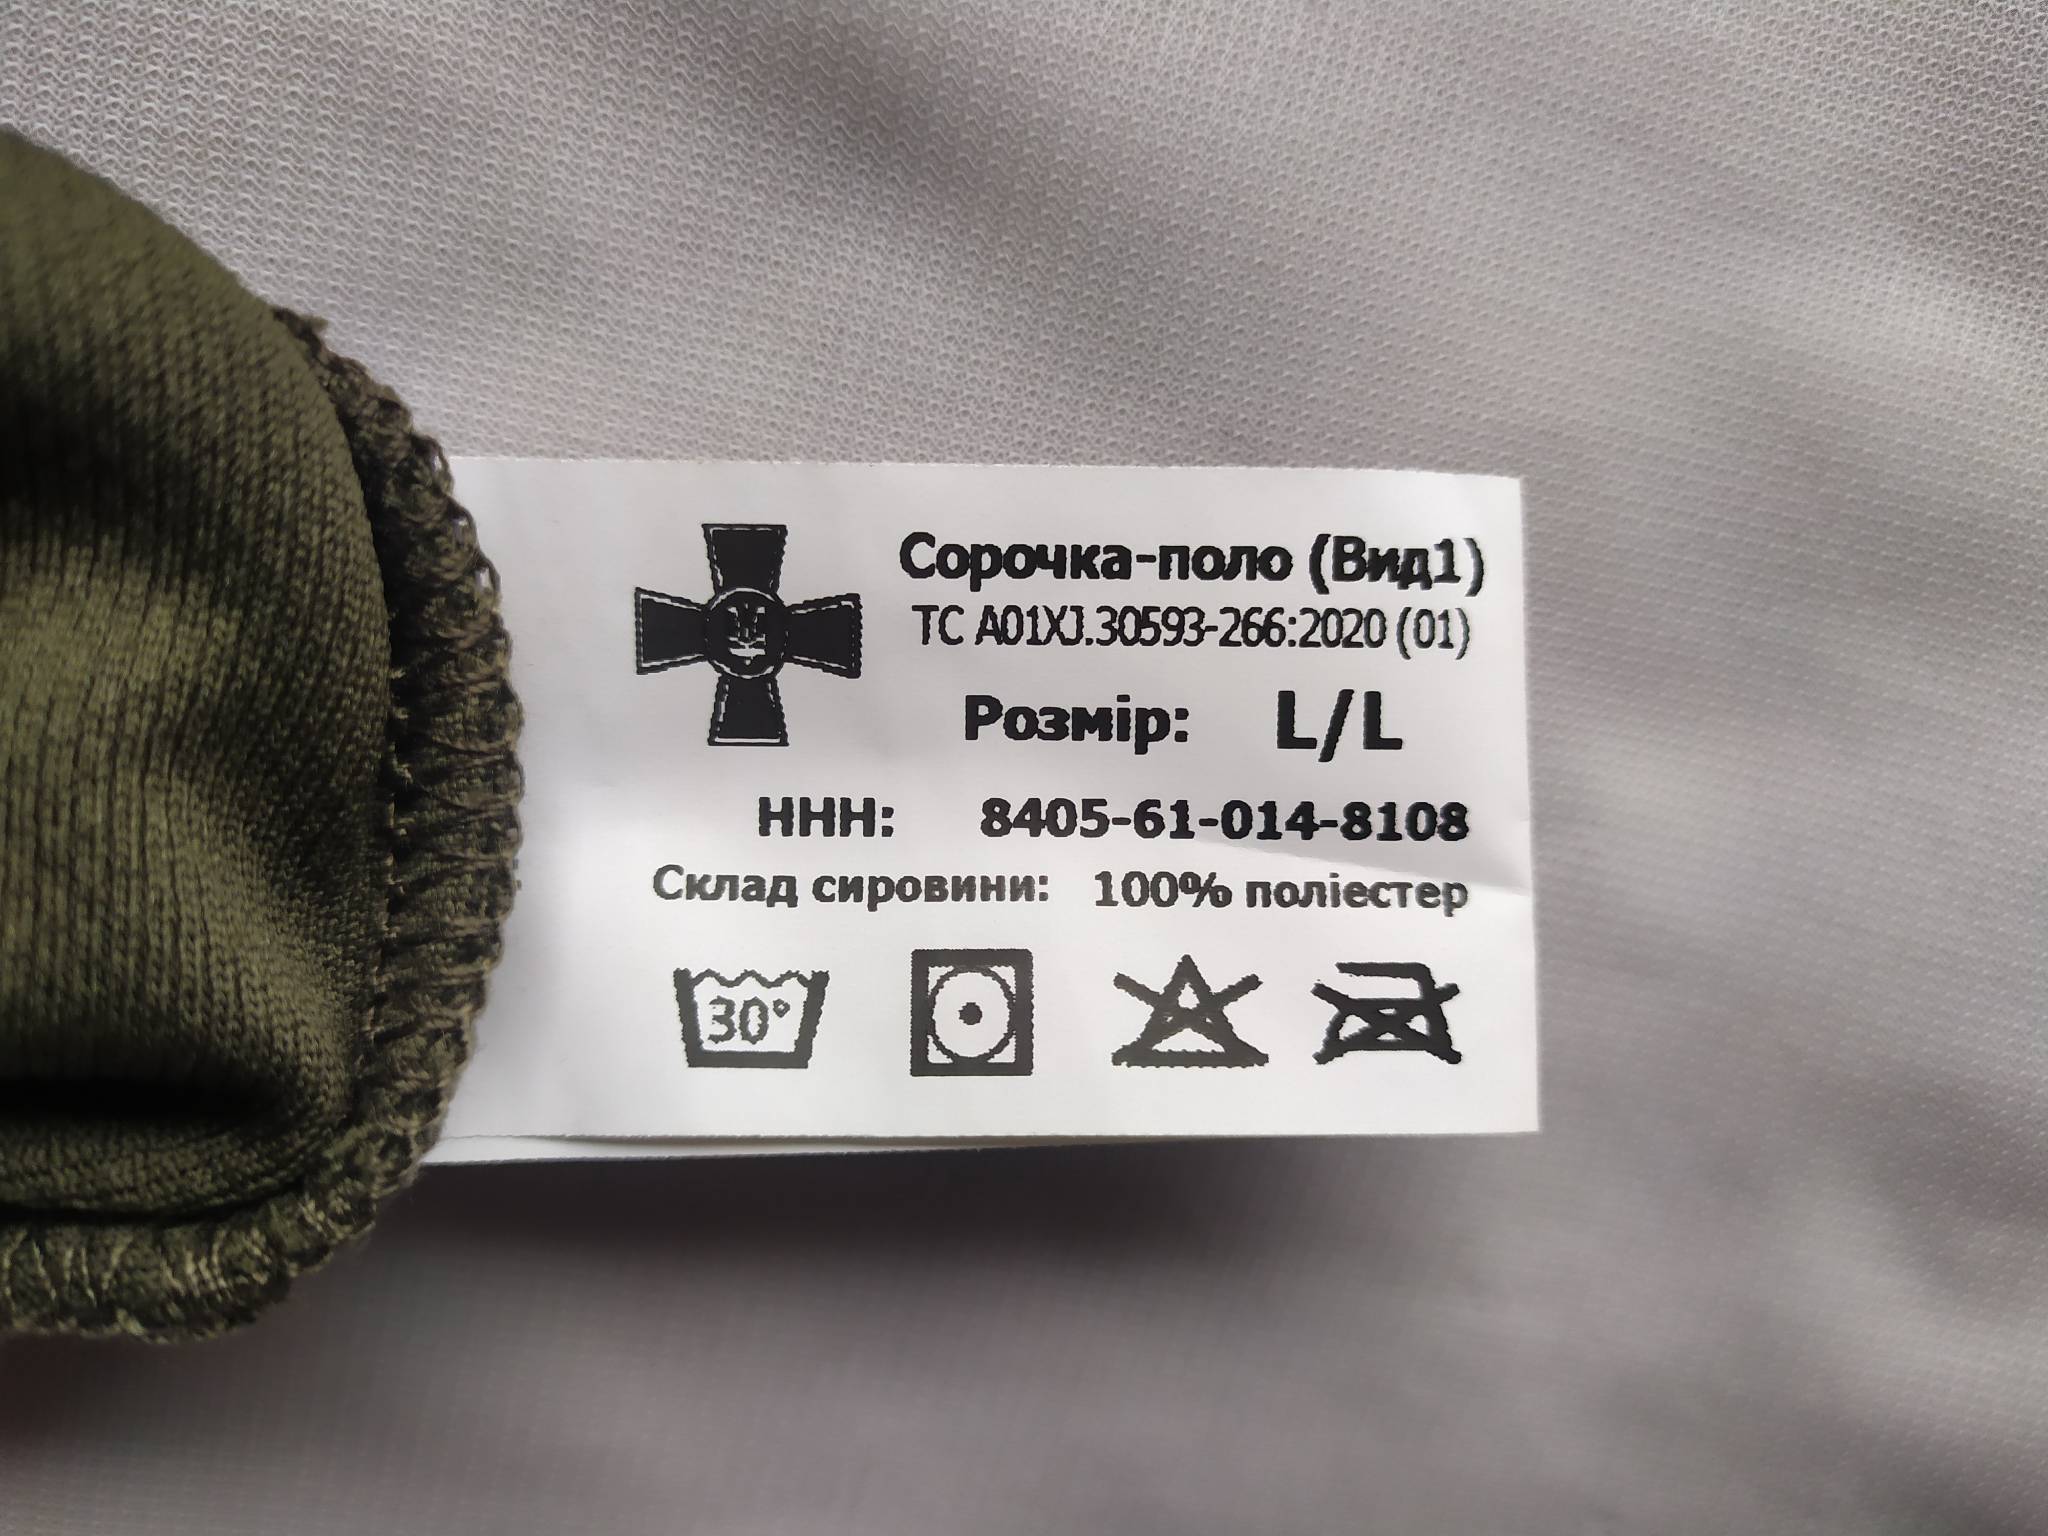 Сорочка-поло (Вид1)
ТС А01XJ.30593-266:2020 (01)
Розмір: L/L
ННН: 8405-61-014-8108
Склад сировини: 100% поліестер
30°